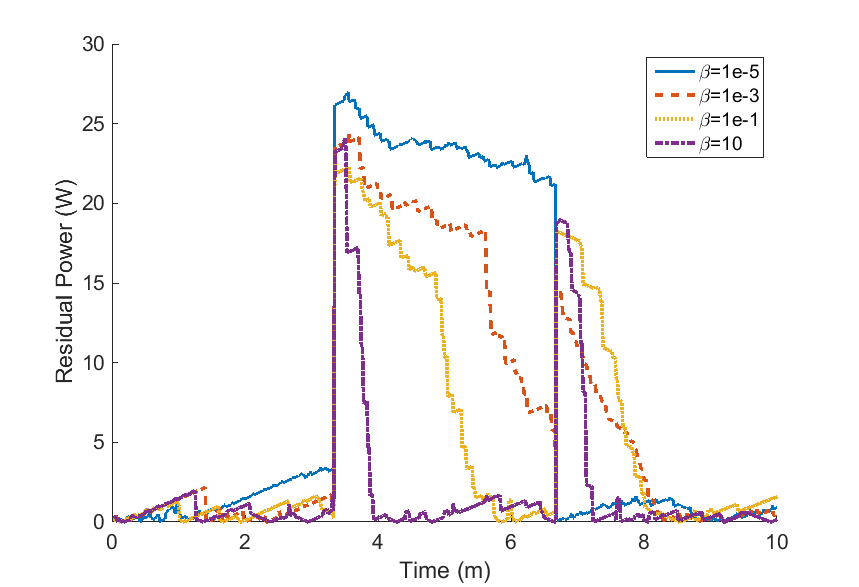 30
25
20
15
10
5
0
Residual Power (W)
β=1e-5
β=1e-3
β=1e-1
β=10
0 2 4 6 8 10
Time (m)